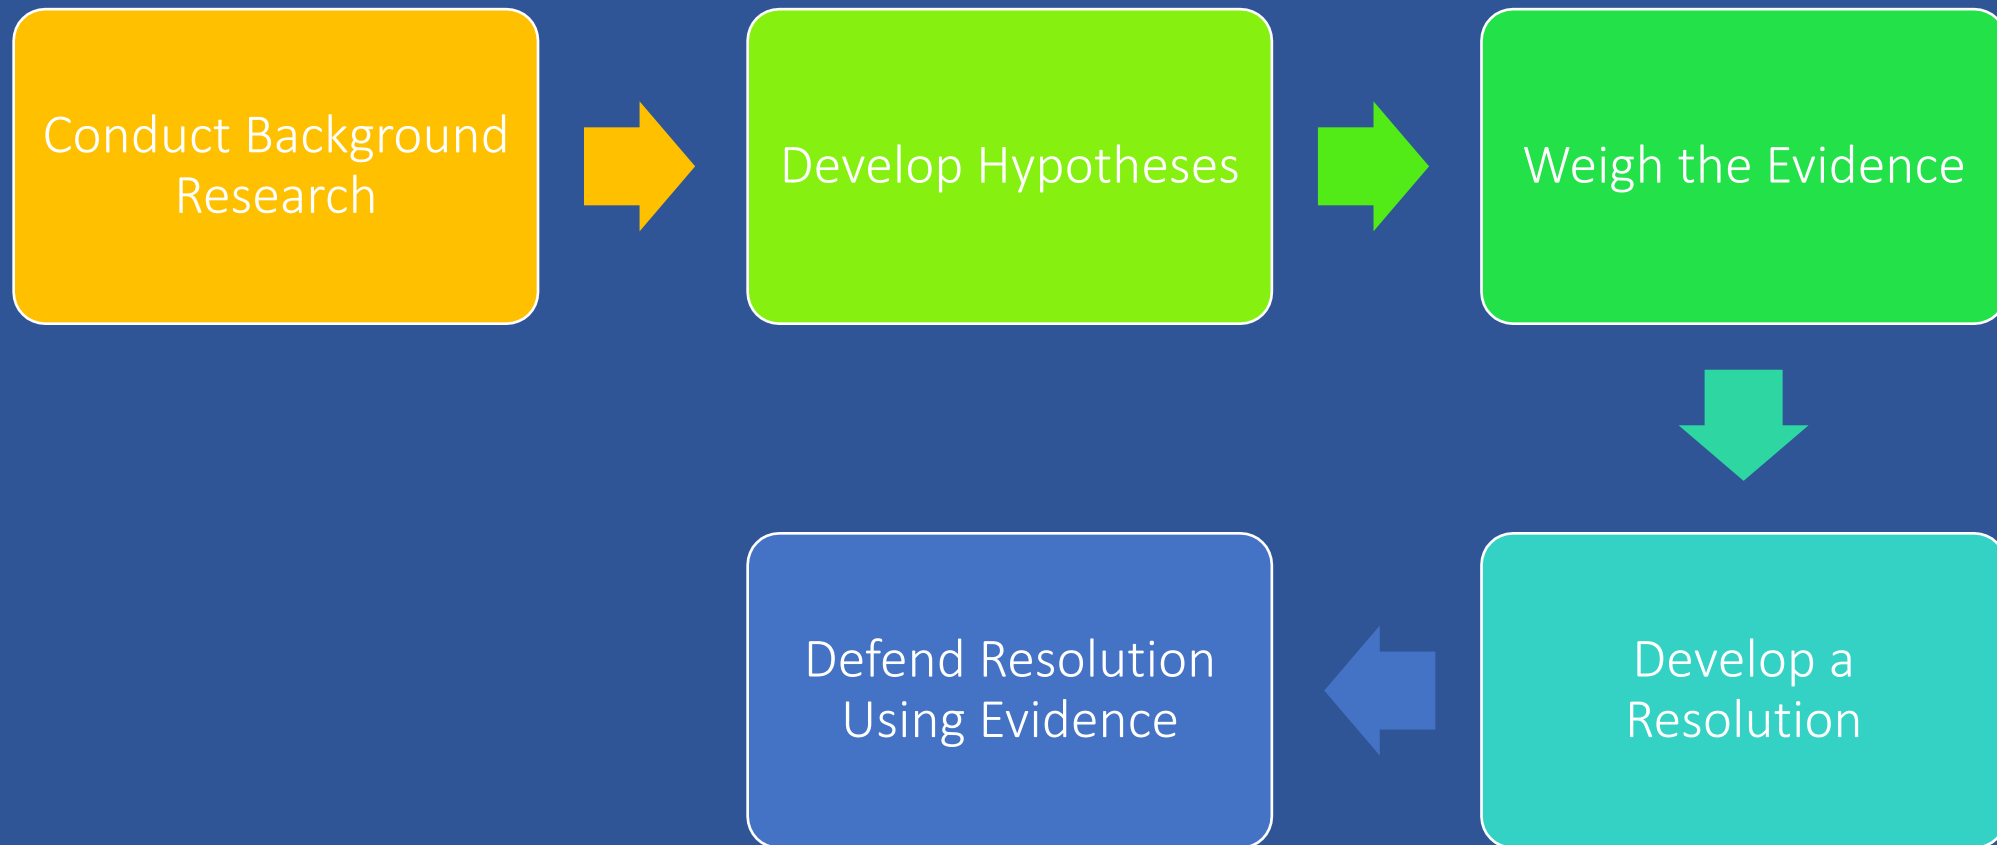 Conduct Background
Research
Develop Hypotheses
Weigh the Evidence
Develop a
Resolution
Defend Resolution
Using Evidence